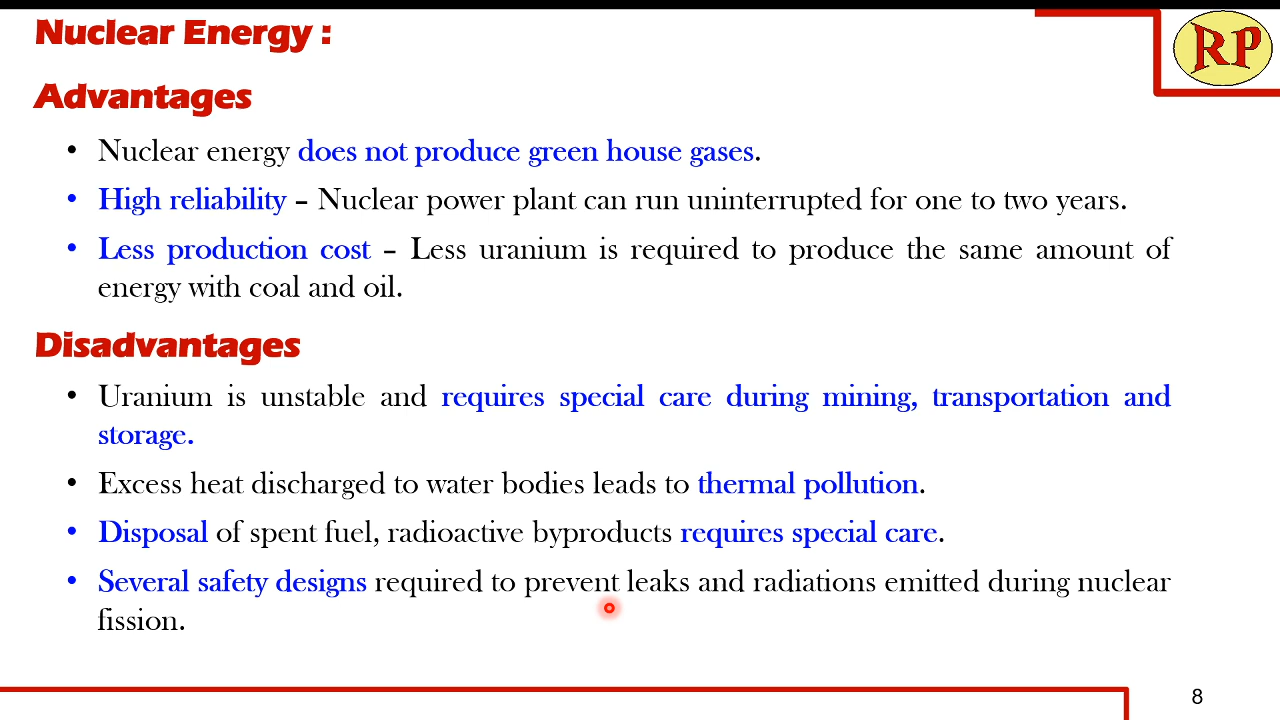 Nuclear Energy :
RP
Advantages
• Nuclear energy does not produce green house gases.
• High reliability – Nuclear power plant can run uninterrupted for one to two years.
• Less production cost – Less uranium is required to produce the same amount of
energy with coal and oil.
Disadvantages
• Uranium is unstable and requires special care during mining, transportation and
storage.
• Excess heat discharged to water bodies leads to thermal pollution.
• Disposal of spent fuel, radioactive byproducts requires special care.
• Several safety designs required to prevent leaks and radiations emitted during nuclear
fission.
8